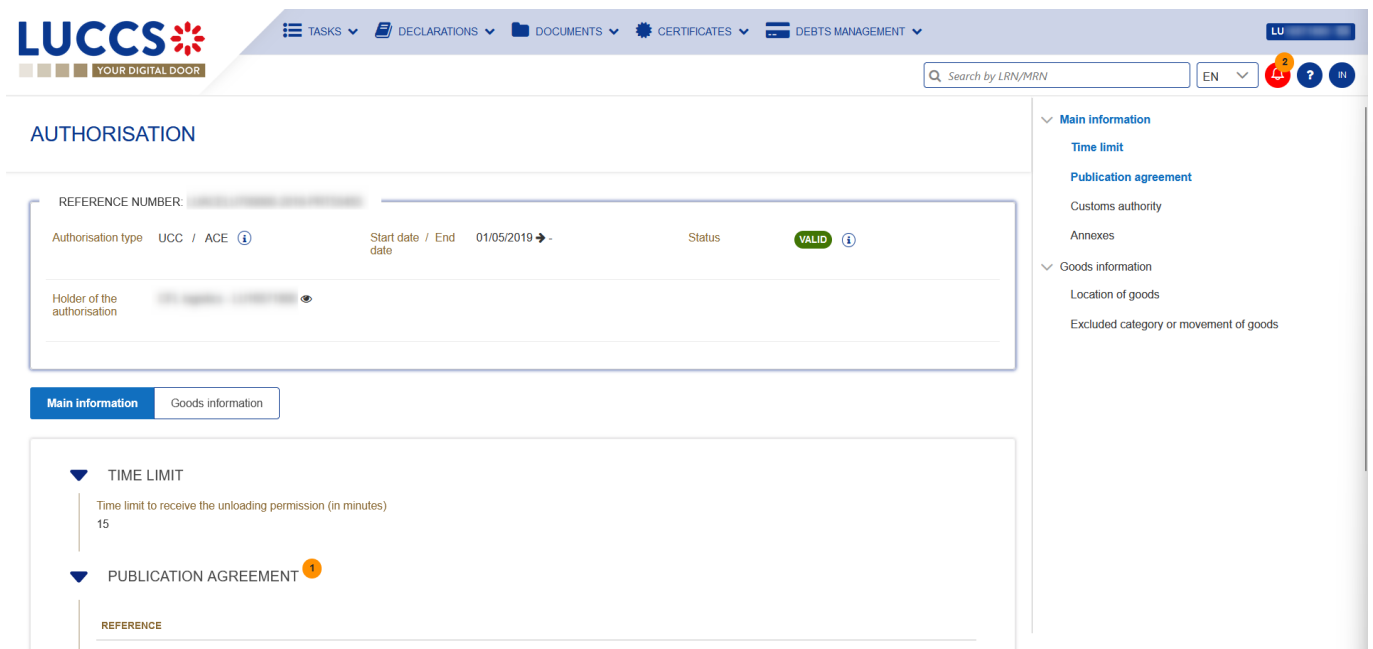 LUCCS
YOUR DIGITAL DOOR
TASKS DECLARATIONS DOCUMENTS CERTIFICATES DEBTS MANAGEMENT
LU
Search by LRN/MRN
EN
2
?
IN
AUTHORISATION
REFERENCE NUMBER:
Authorisation type UCC / ACE i
Start date / End date 01/05/2019 → -
Status VALID i
Holder of the
authorisation
Main information Goods information
TIME LIMIT
Time limit to receive the unloading permission (in minutes)
15
PUBLICATION AGREEMENT 1
REFERENCE
Main information
Time limit
Publication agreement
Customs authority
Annexes
Goods information
Location of goods
Excluded category or movement of goods